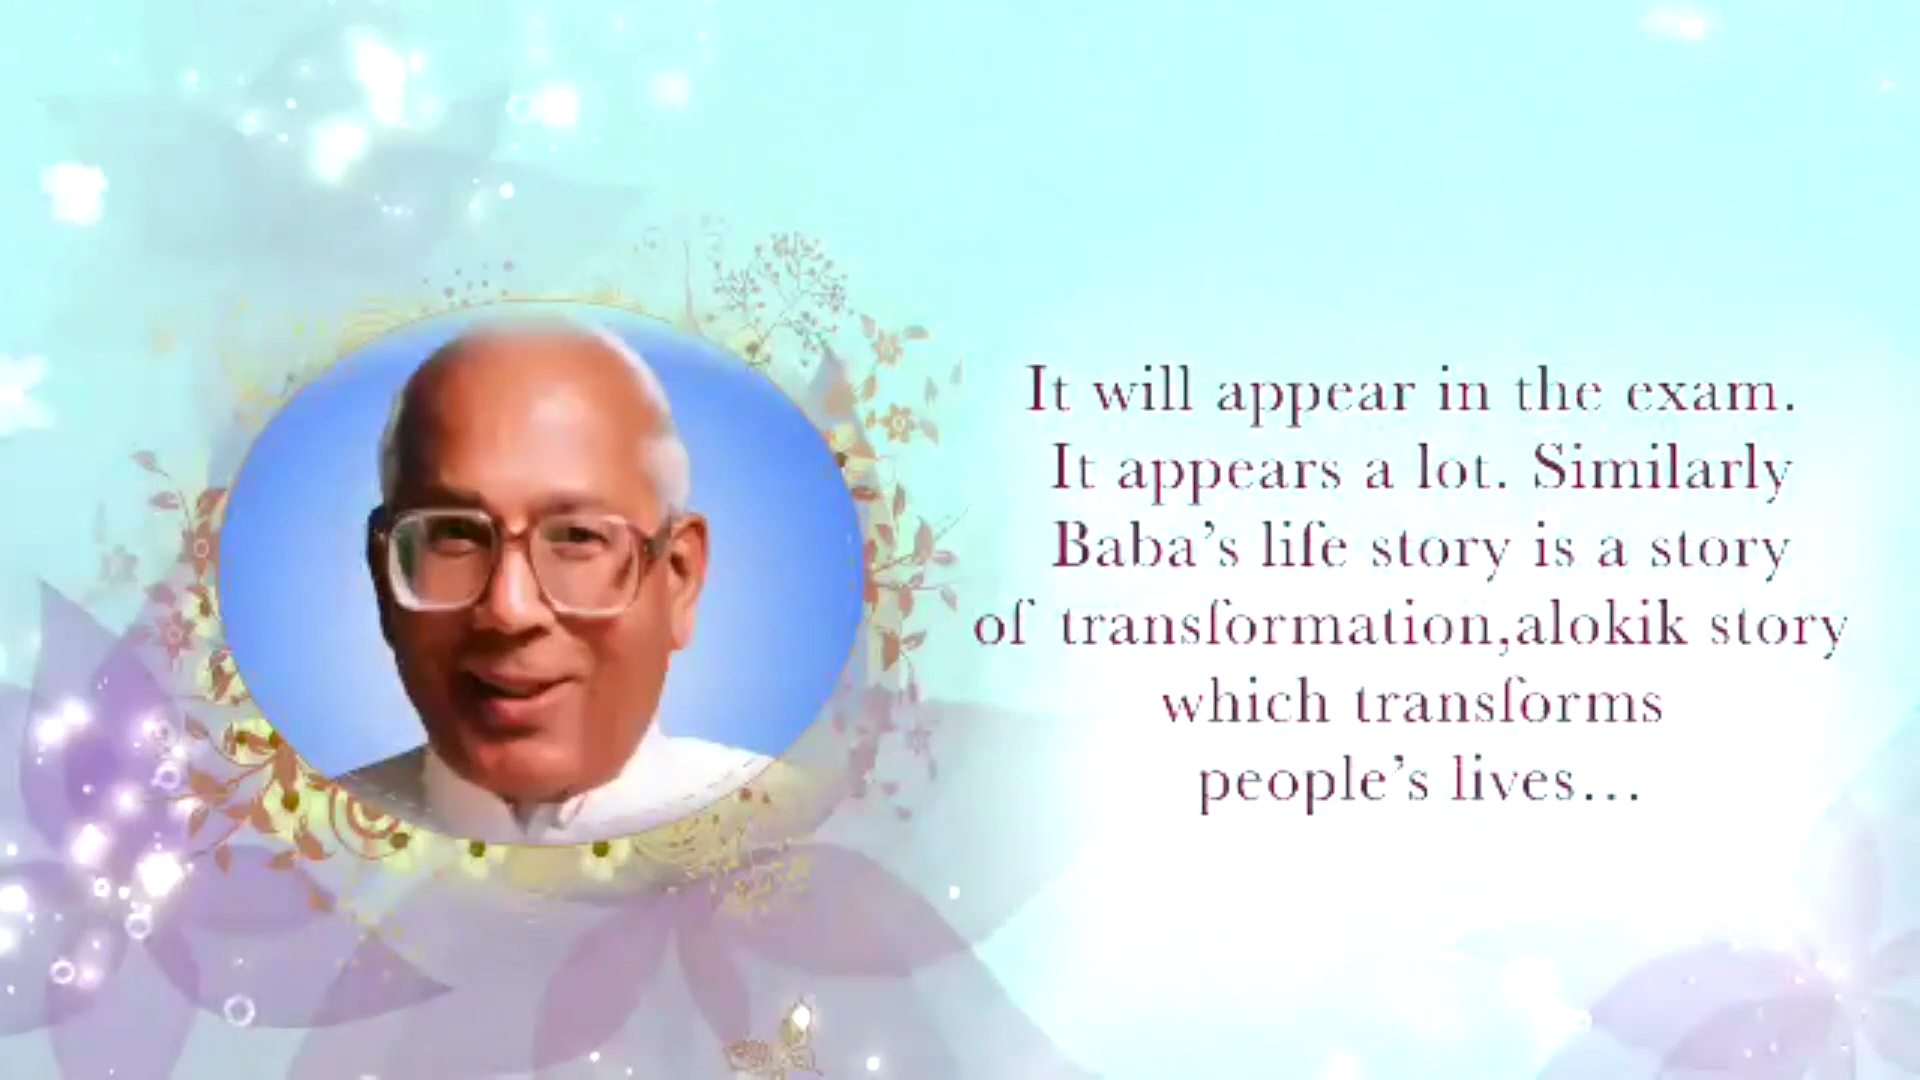 It will appear in the exam.
It appears a lot. Similarly
Baba’s life story is a story
of transformation,alokik story
which transforms
people’s lives...